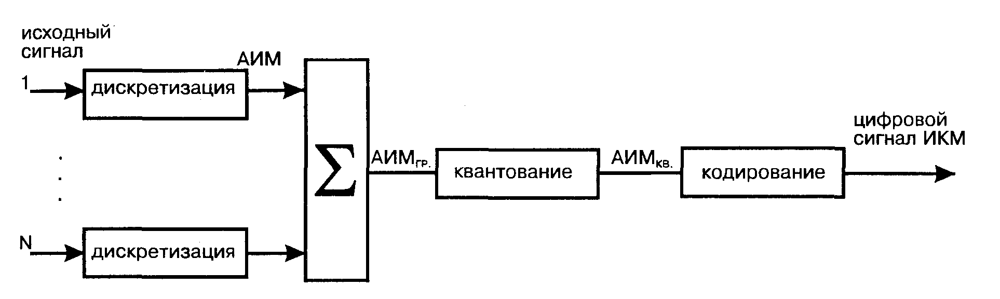 исходный
сигнал
АИМ
1
дискретизация
Σ
АИМгр.
квантование
АИМкв.
кодирование
цифровой
сигнал ИКМ
N
дискретизация